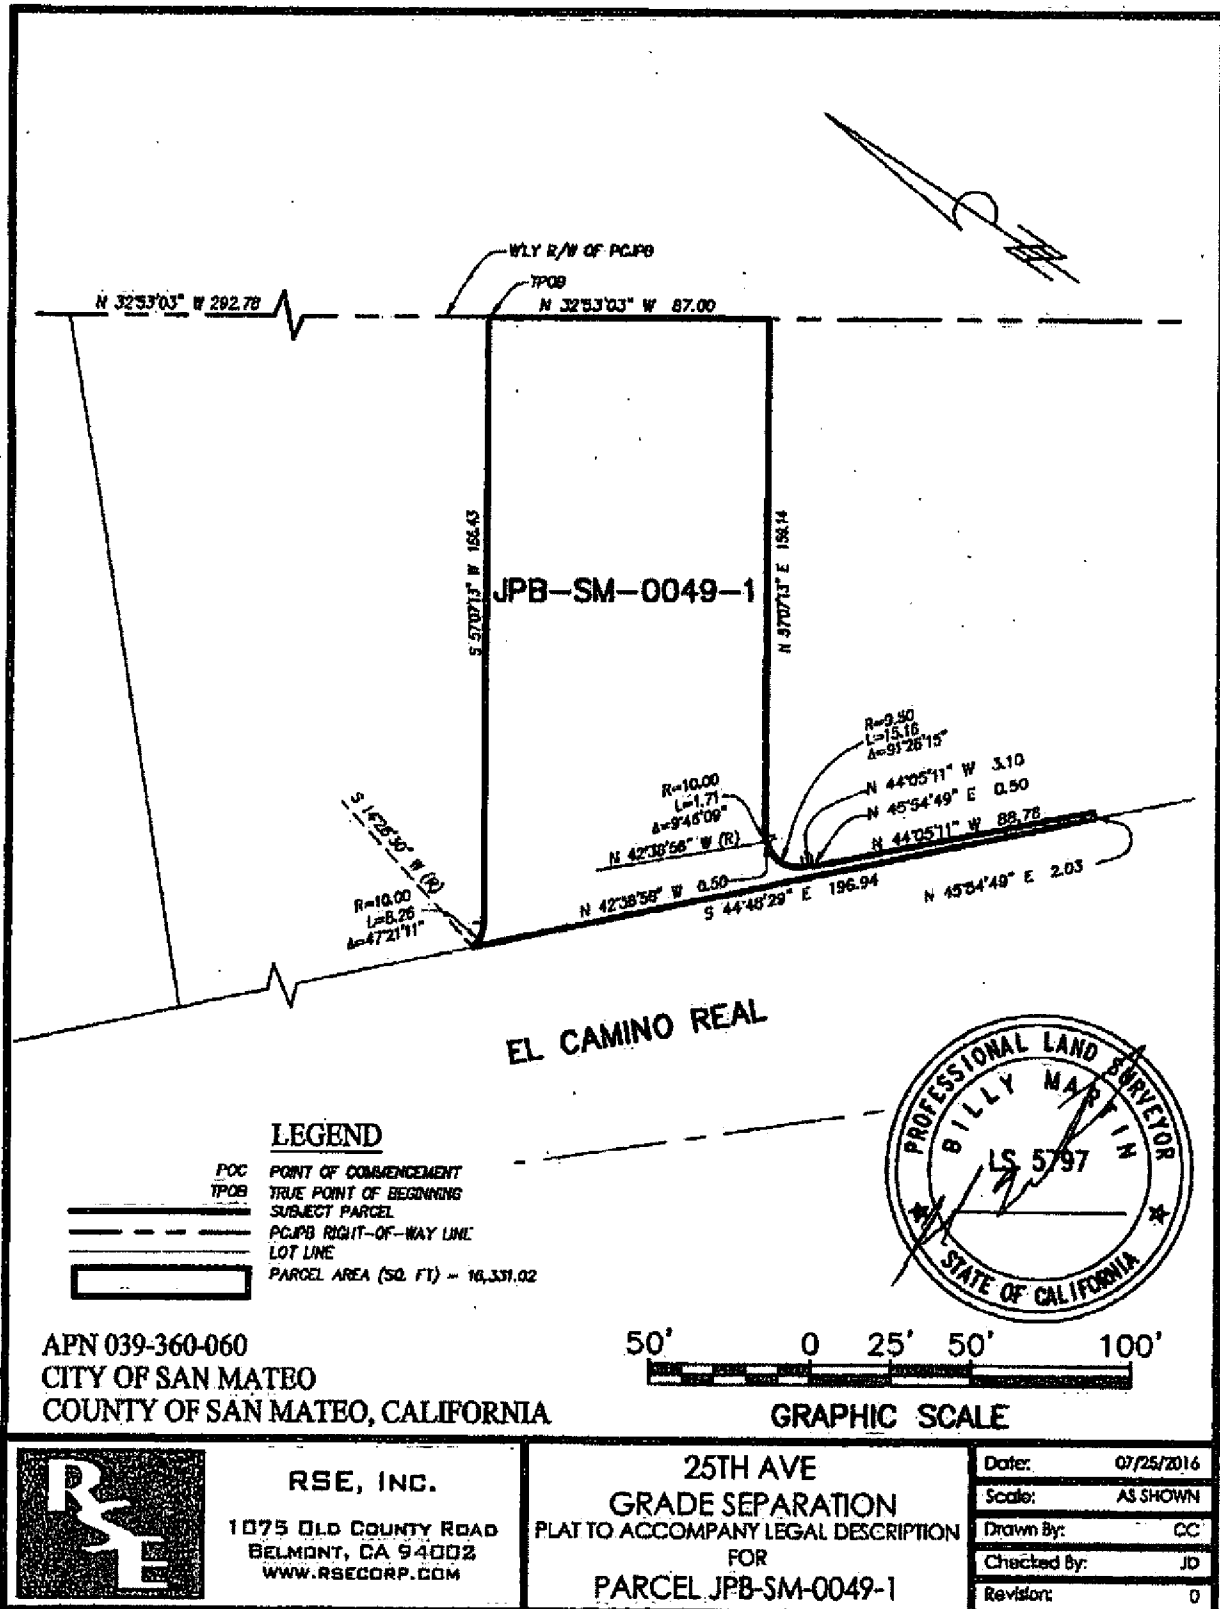 WLY R/W OF PCJPB
TPOB
N 32°53'03" W 292.78
N 32°53'03" W 87.00
S 57°07'13" W
JPB-SM-0049-1
N 57°07'13" E
R=9.50
L=15.16
Δ=91°26'15"
N 44°05'11" W 3.10
N 45°54'49" E 0.50
N 44°05'11" W 88.78
R=10.00
L=1.71
Δ=9°46'09"
N 42°38'56" W (R)
N 42°38'56" W 0.50
S 44°48'29" E 196.94
N 45°54'49" E 2.03
(R)
R=10.00
L=8.26
Δ=47°21'11"
EL CAMINO REAL
PROFESSIONAL LAND SURVEYOR
BILLY MARTIN
LS 5797
STATE OF CALIFORNIA
LEGEND
POC POINT OF COMMENCEMENT
TPOB TRUE POINT OF BEGINNING
SUBJECT PARCEL
PCJPB RIGHT-OF-WAY LINE
LOT LINE
PARCEL AREA (SQ. FT) - 16,331.02
APN 039-360-060
CITY OF SAN MATEO
COUNTY OF SAN MATEO, CALIFORNIA
50' 0 25' 50' 100'
GRAPHIC SCALE
RSE
RSE, INC.
1075 OLD COUNTY ROAD
BELMONT, CA 94002
WWW.RSECORP.COM
25TH AVE
GRADE SEPARATION
PLAT TO ACCOMPANY LEGAL DESCRIPTION
FOR
PARCEL JPB-SM-0049-1
Date: 07/25/2016
Scale: AS SHOWN
Drawn By: CC
Checked By: JD
Revision: 0